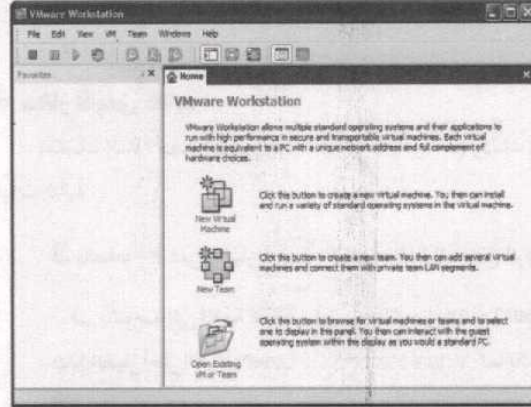 VMware Workstation
File Edit View VM Team Windows Help
Favorites
Home
VMware Workstation
VMware Workstation allows multiple standard operating systems and their applications to
run with high performance in secure and transportable virtual machines. Each virtual
machine is equivalent to a PC with a unique network address and full complement of
hardware choices.
New Virtual
Machine
Click this button to create a new virtual machine. You then can install
and run a variety of standard operating systems in the virtual machine.
New Team
Click this button to create a new team. You then can add several virtual
machines and connect them with private team LAN segments.
Open Existing
VM or Team
Click this button to browse for virtual machines or teams and to select
one to display in this panel. You then can interact with the guest
operating system within the display as you would a standard PC.